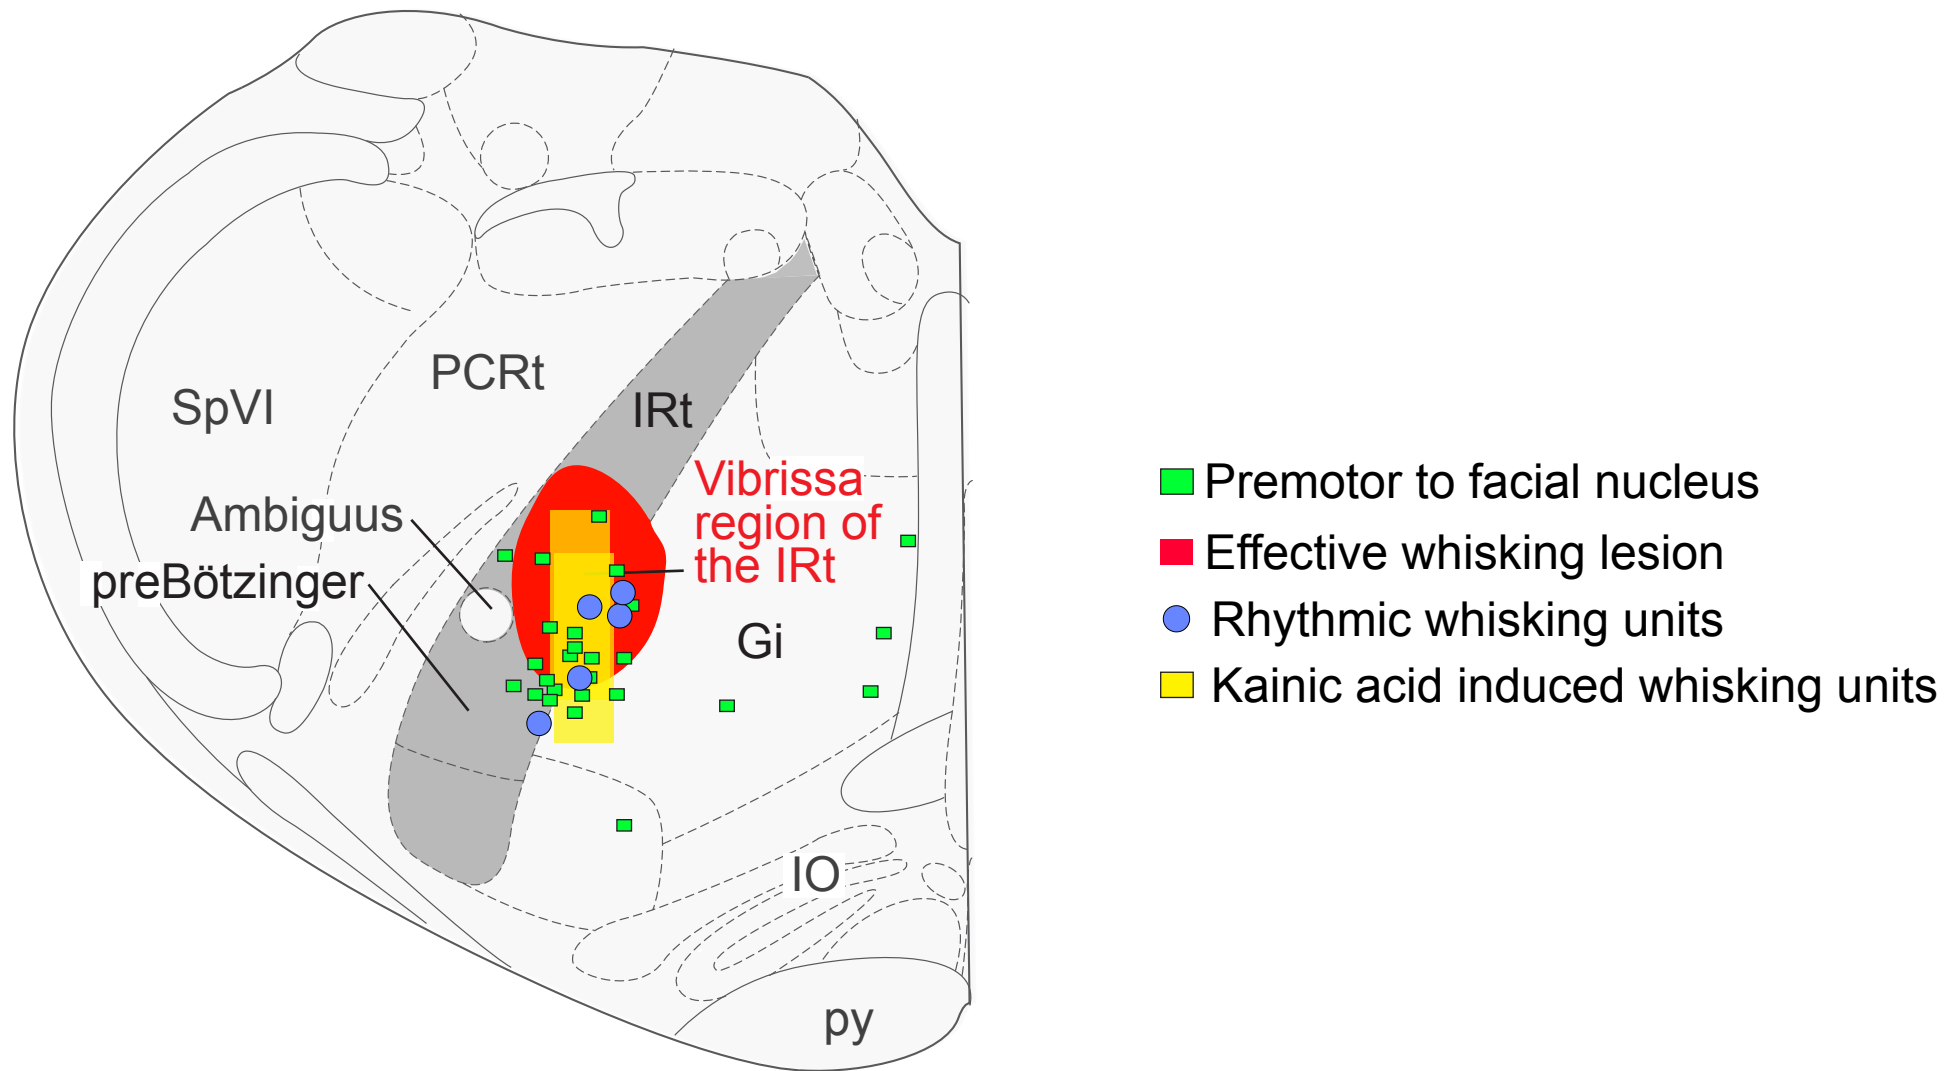 PCRt
SpVI
IRt
Vibrissa
region of
the IRt
Ambiguus
preBötzinger
Gi
IO
py
Premotor to facial nucleus
Effective whisking lesion
Rhythmic whisking units
Kainic acid induced whisking units